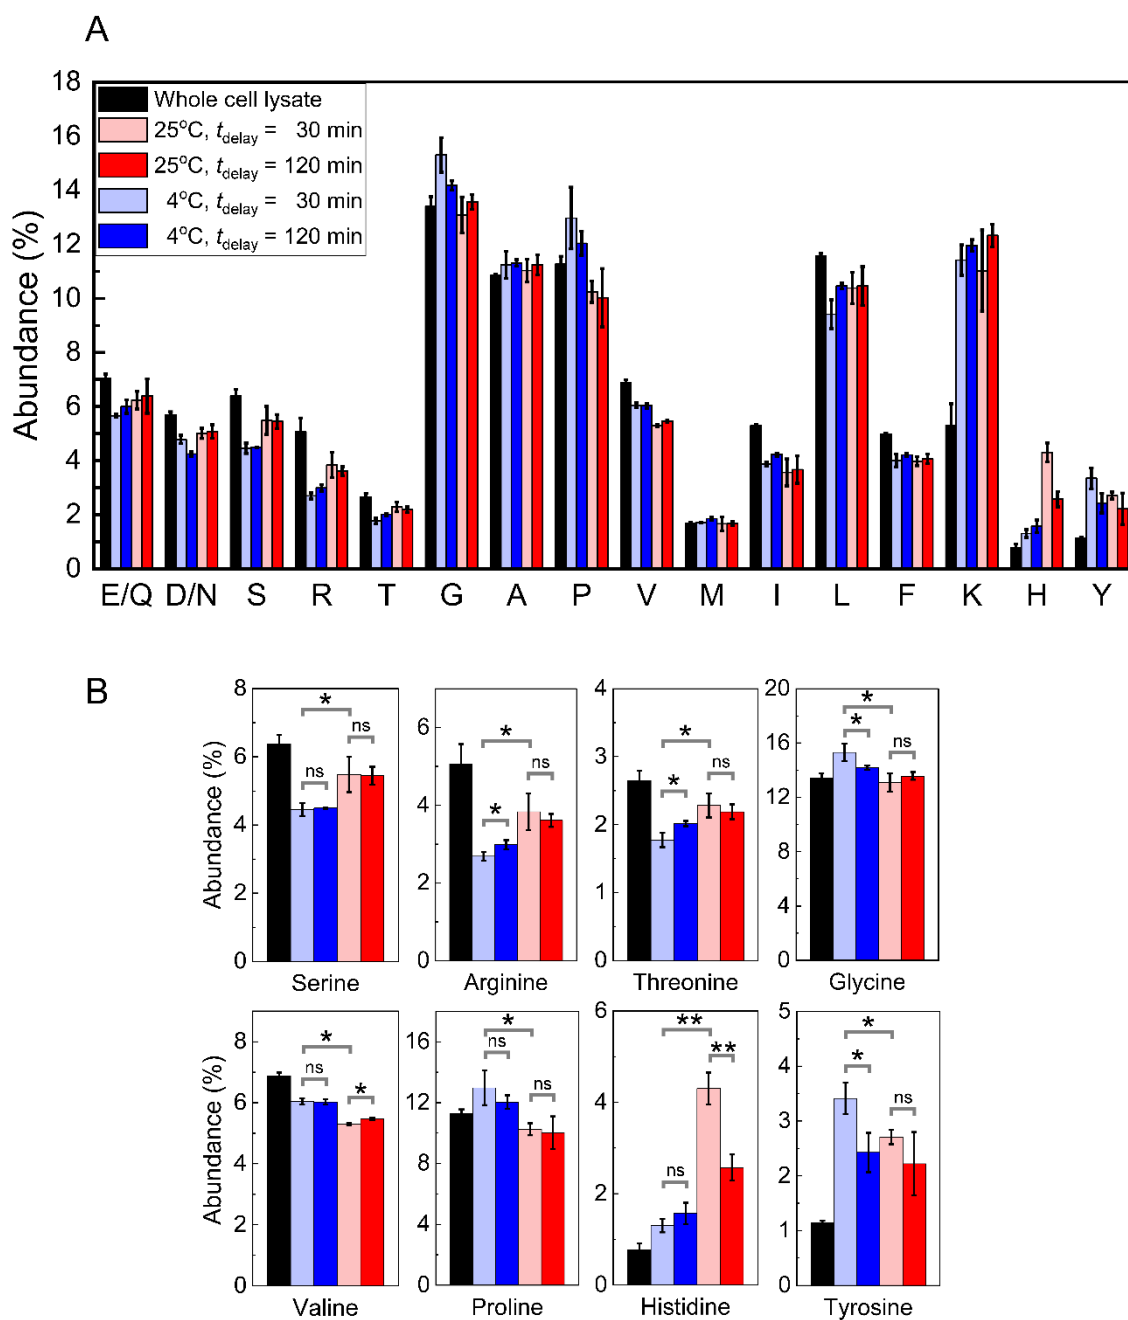 A
Abundance (%)
18
16
14
12
10
8
6
4
2
0
Whole cell lysate
25°C, tdelay = 30 min
25°C, tdelay = 120 min
4°C, tdelay = 30 min
4°C, tdelay = 120 min
E/Q D/N S R T G A P V M I L F K H Y
B
Abundance (%)
8
6
4
2
0
*
ns
ns
Serine
6
4
2
0
*
ns
*
Arginine
4
3
2
1
0
*
ns
*
Threonine
20
16
12
8
4
0
*
*
ns
Glycine
Abundance (%)
8
6
4
2
0
*
ns
*
Valine
16
12
8
4
0
*
ns
ns
Proline
6
4
2
0
**
**
ns
Histidine
5
4
3
2
1
0
*
*
ns
Tyrosine